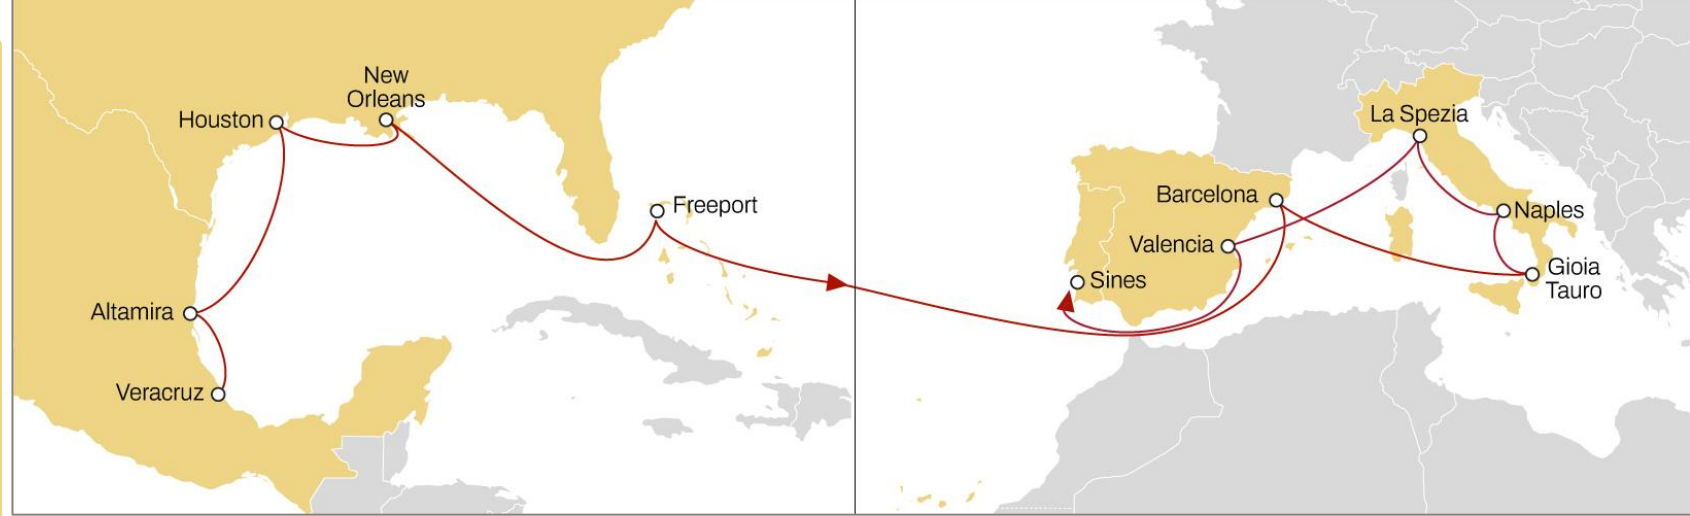 New
Orleans
Houston
Freeport
Altamira
Veracruz
La Spezia
Barcelona
Naples
Valencia
Gioia
Tauro
Sines